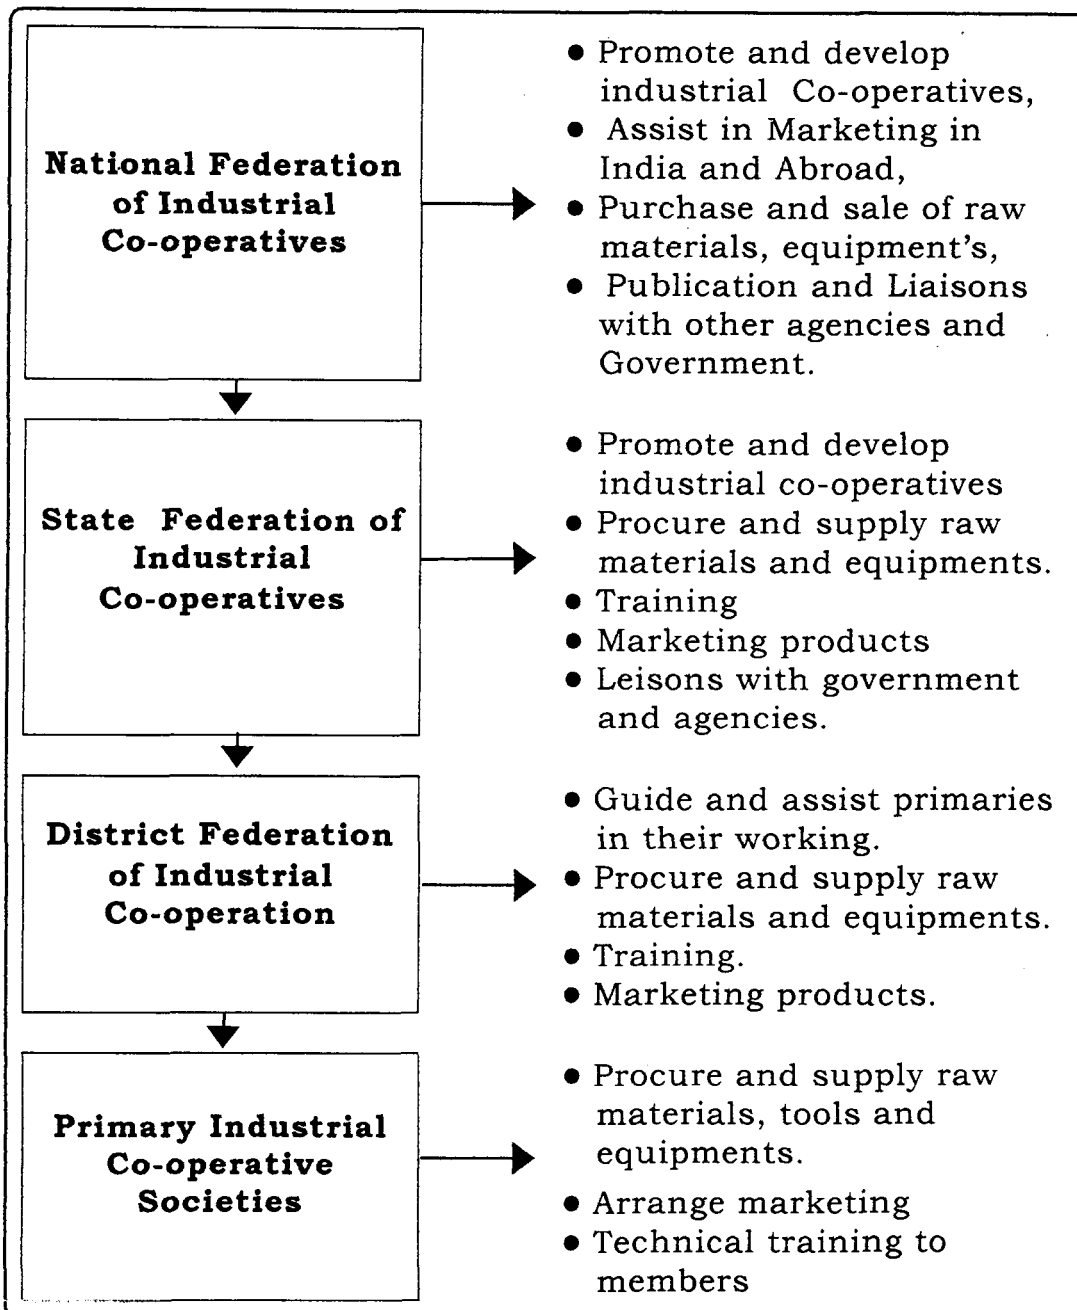 National Federation
of Industrial
Co-operatives
● Promote and develop
industrial Co-operatives,
● Assist in Marketing in
India and Abroad,
● Purchase and sale of raw
materials, equipment's,
● Publication and Liaisons
with other agencies and
Government.
State Federation of
Industrial
Co-operatives
● Promote and develop
industrial co-operatives
● Procure and supply raw
materials and equipments.
● Training
● Marketing products
● Leisons with government
and agencies.
District Federation
of Industrial
Co-operation
● Guide and assist primaries
in their working.
● Procure and supply raw
materials and equipments.
● Training.
● Marketing products.
Primary Industrial
Co-operative
Societies
● Procure and supply raw
materials, tools and
equipments.
● Arrange marketing
● Technical training to
members